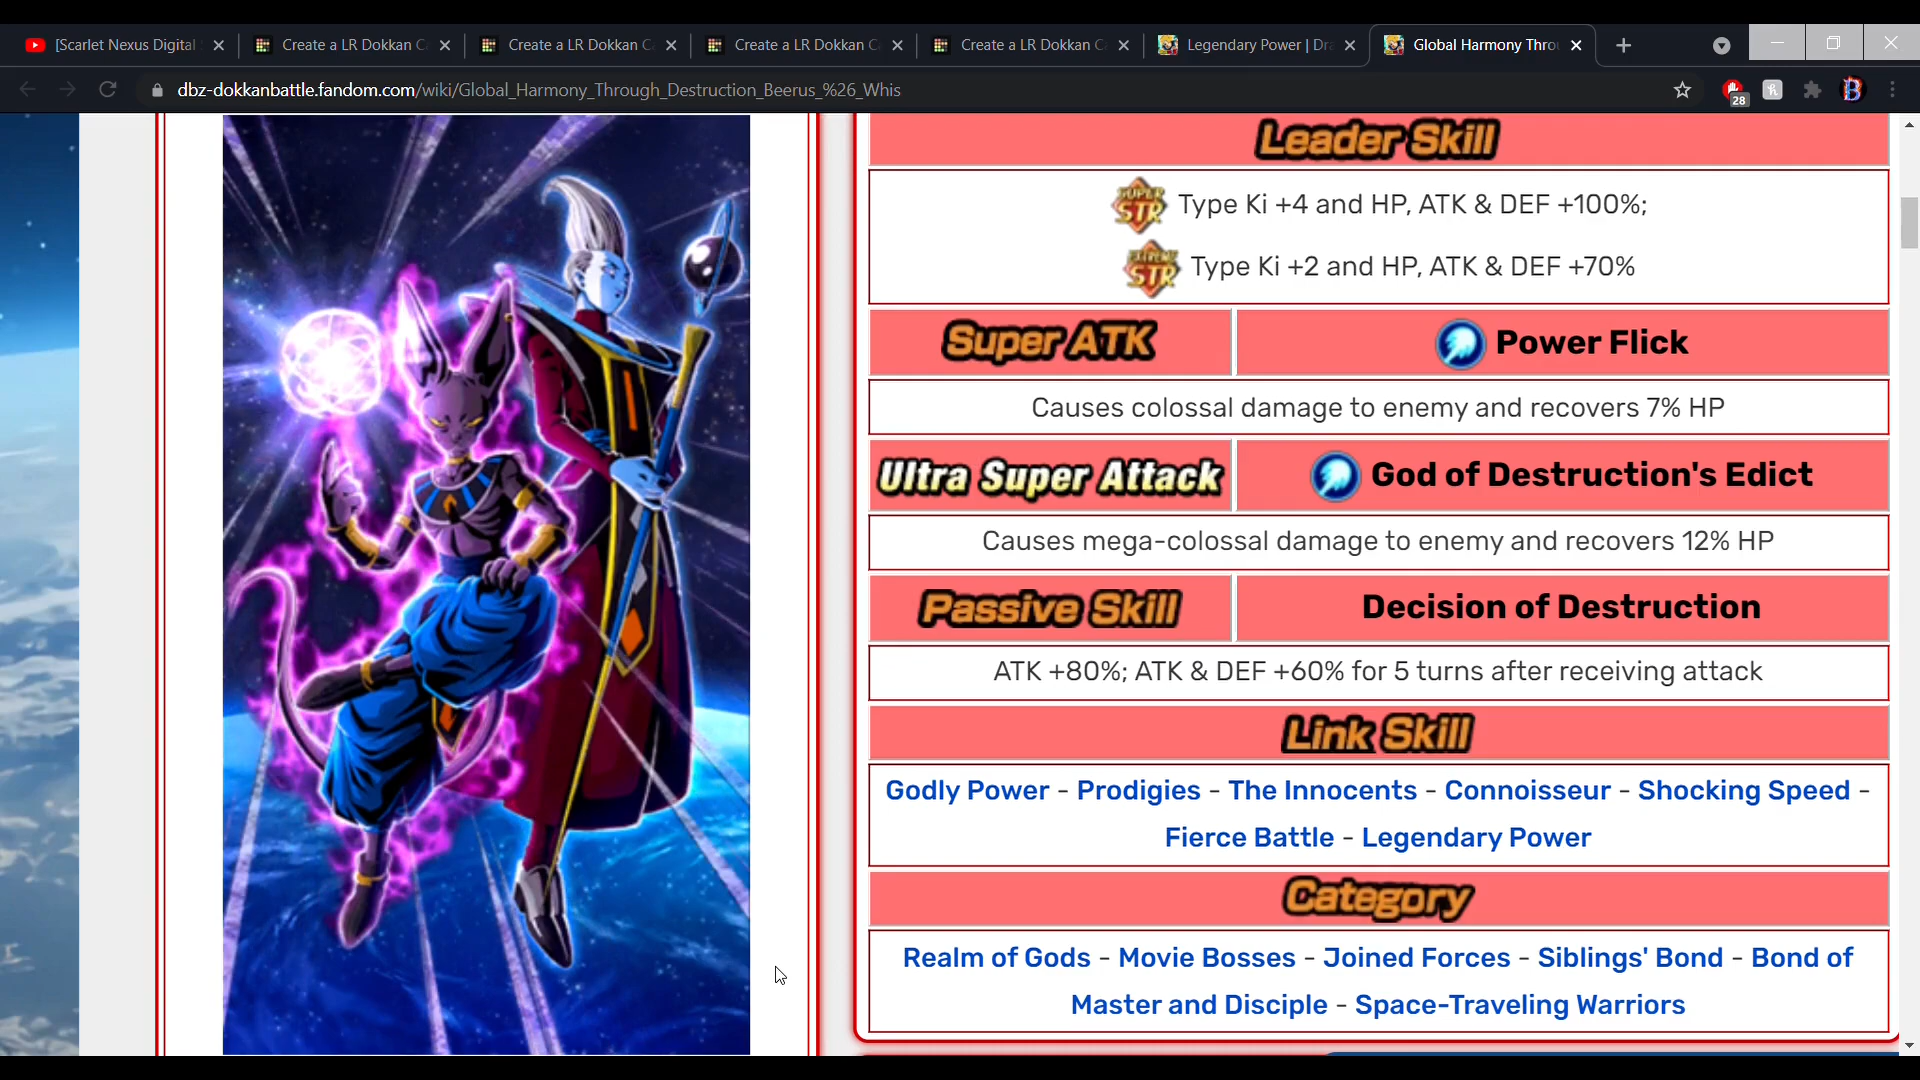 [Scarlet Nexus Digital
Create a LR Dokkan C
Create a LR Dokkan C
Create a LR Dokkan C
Create a LR Dokkan C
Legendary Power | Dr
Global Harmony Thro
dbz-dokkanbattle.fandom.com/wiki/Global_Harmony_Through_Destruction_Beerus_%26_Whis
28
Leader Skill
SUPER STR Type Ki +4 and HP, ATK & DEF +100%;
EXTREME STR Type Ki +2 and HP, ATK & DEF +70%
Super ATK
Power Flick
Causes colossal damage to enemy and recovers 7% HP
Ultra Super Attack
God of Destruction's Edict
Causes mega-colossal damage to enemy and recovers 12% HP
Passive Skill
Decision of Destruction
ATK +80%; ATK & DEF +60% for 5 turns after receiving attack
Link Skill
Godly Power - Prodigies - The Innocents - Connoisseur - Shocking Speed -
Fierce Battle - Legendary Power
Category
Realm of Gods - Movie Bosses - Joined Forces - Siblings' Bond - Bond of
Master and Disciple - Space-Traveling Warriors